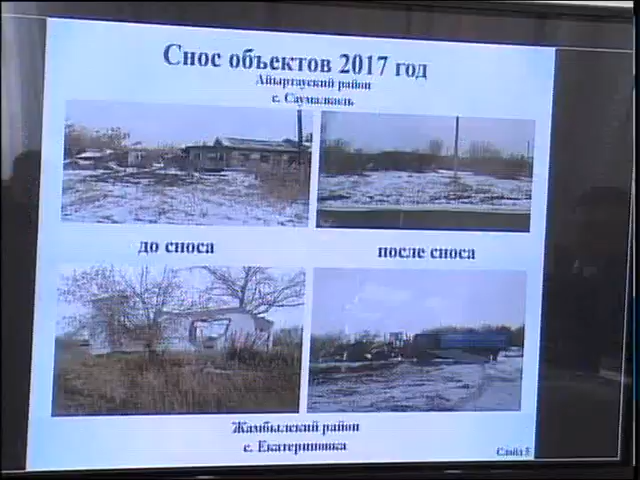 Снос объектов 2017 год
Айыртауский район
с. Саумалколь
до сноса
после сноса
Жамбылский район
с. Екатериновка
Слайд 5